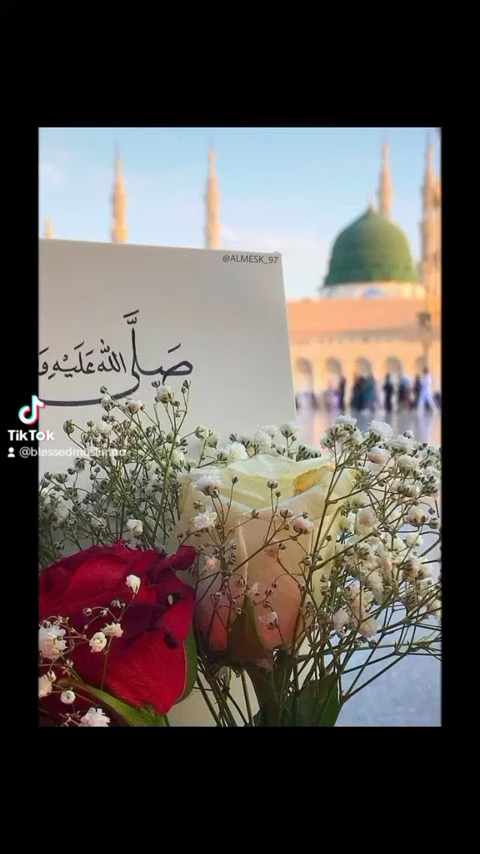 @ALMESK_97
صَلَّى اللَّه عَلَيْهِ وَ
TikTok